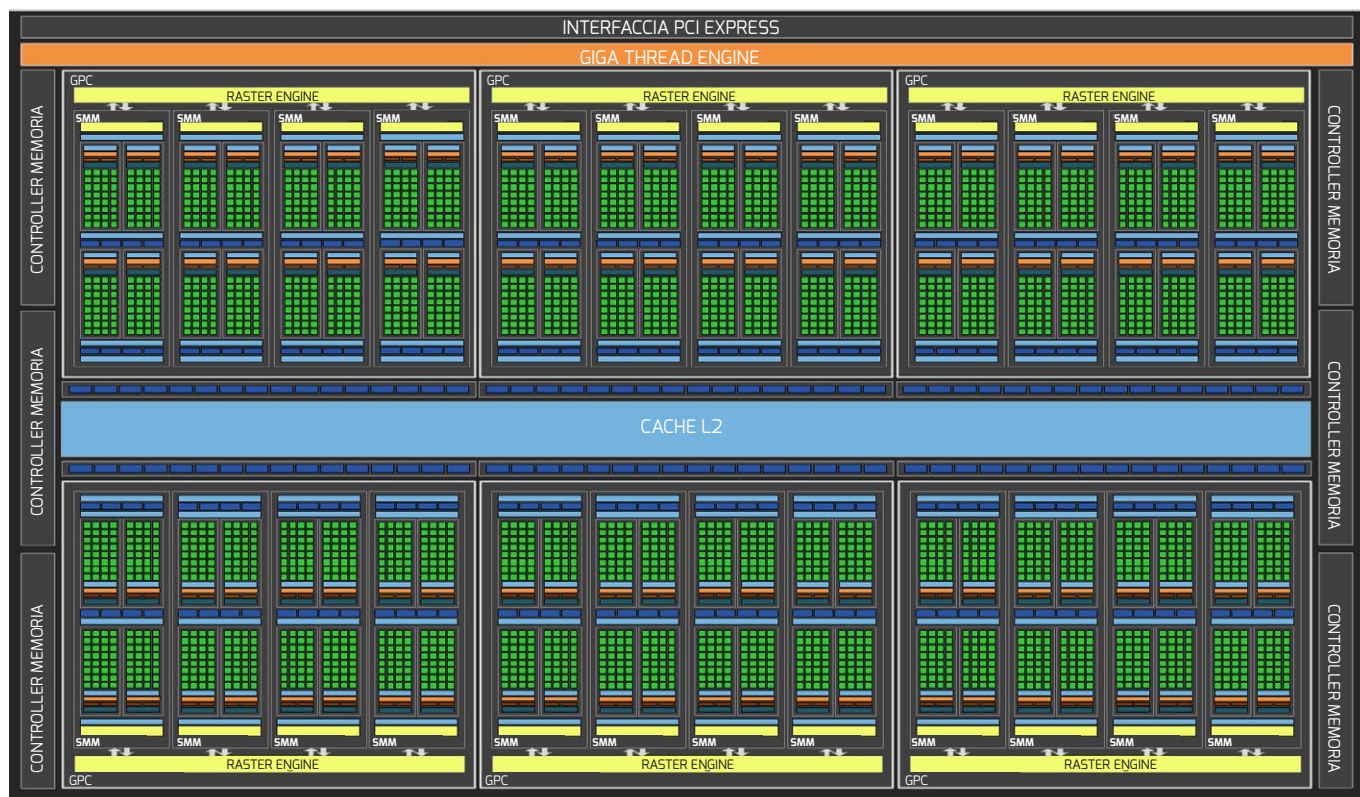 INTERFACCIA PCI EXPRESS
GIGA THREAD ENGINE
CONTROLLER MEMORIA
CONTROLLER MEMORIA
CONTROLLER MEMORIA
GPC
RASTER ENGINE
SMM SMM SMM SMM
GPC
RASTER ENGINE
SMM SMM SMM SMM
GPC
RASTER ENGINE
SMM SMM SMM SMM
CACHE L2
SMM SMM SMM SMM
RASTER ENGINE
GPC
SMM SMM SMM SMM
RASTER ENGINE
GPC
SMM SMM SMM SMM
RASTER ENGINE
GPC
CONTROLLER MEMORIA
CONTROLLER MEMORIA
CONTROLLER MEMORIA